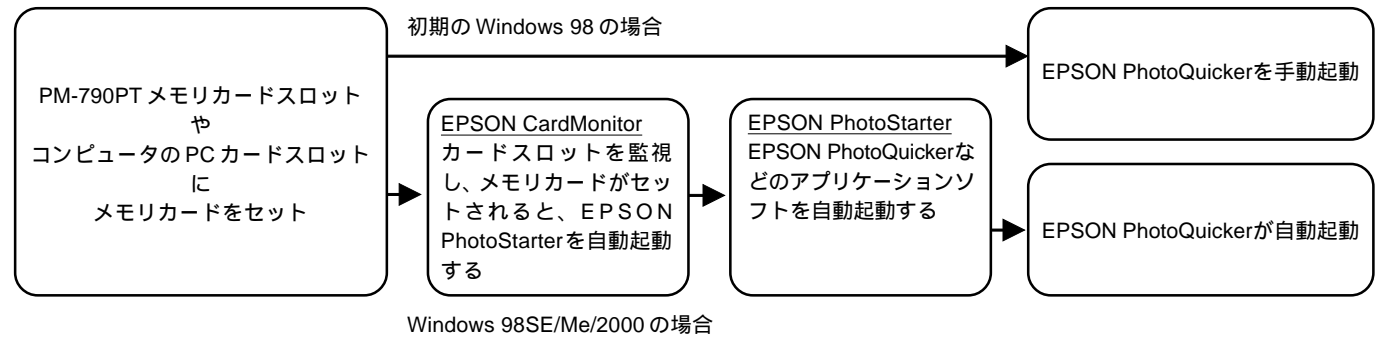 初期の Windows 98 の場合
PM-790PT メモリカードスロット
や
コンピュータの PC カードスロット
に
メモリカードをセット
EPSON CardMonitor
カードスロットを監視
し、メモリカードがセッ
トされると、EPSON
PhotoStarterを自動起動
する
EPSON PhotoStarter
EPSON PhotoQuickerな
どのアプリケーションソ
フトを自動起動する
EPSON PhotoQuickerを手動起動
EPSON PhotoQuickerが自動起動
Windows 98SE/Me/2000 の場合